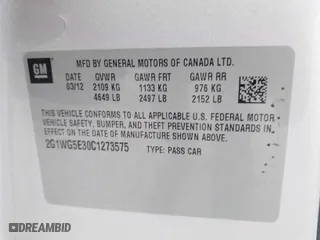 GM
MFD BY GENERAL MOTORS OF CANADA LTD.
DATE GVWR GAWR FRT GAWR RR
03/12 2109 KG 1133 KG 976 KG
4649 LB 2497 LB 2152 LB
THIS VEHICLE CONFORMS TO ALL APPLICABLE U.S. FEDERAL MOTOR
VEHICLE SAFETY, BUMPER, AND THEFT PREVENTION STANDARDS IN
EFFECT ON THE DATE OF MANUFACTURE SHOWN ABOVE.
2G1WG5E30C1273575 TYPE: PASS CAR
© AUTOBIDMASTER